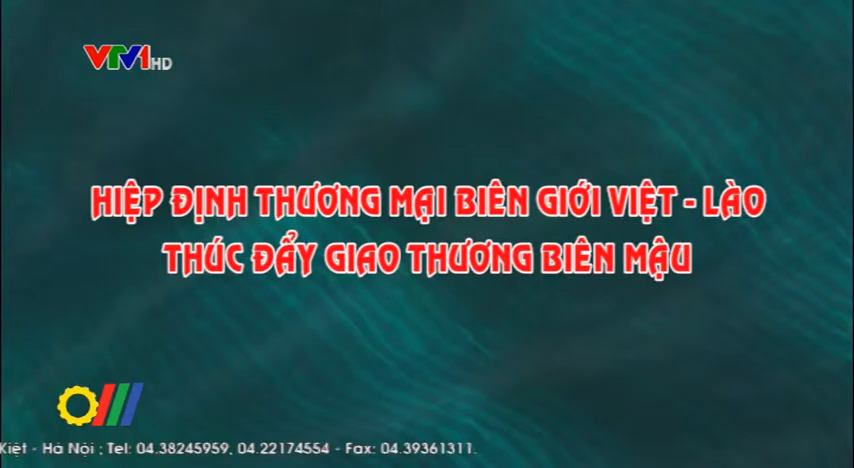 VTV1 HD
HIỆP ĐỊNH THƯƠNG MẠI BIÊN GIỚI VIỆT - LÀO
THÚC ĐẨY GIAO THƯƠNG BIÊN MẬU
Kiệt - Hà Nội ; Tel: 04.38245959, 04.22174554 - Fax: 04.39361311.